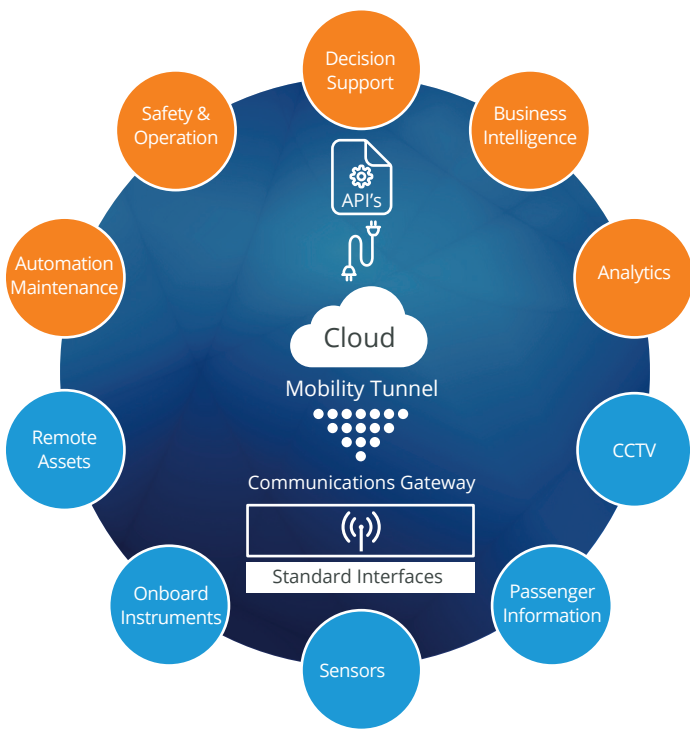 Decision
Support
Safety &
Operation
Business
Intelligence
API's
Automation
Maintenance
Analytics
Cloud
Mobility Tunnel
Remote
Assets
CCTV
Communications Gateway
Standard Interfaces
Onboard
Instruments
Passenger
Information
Sensors